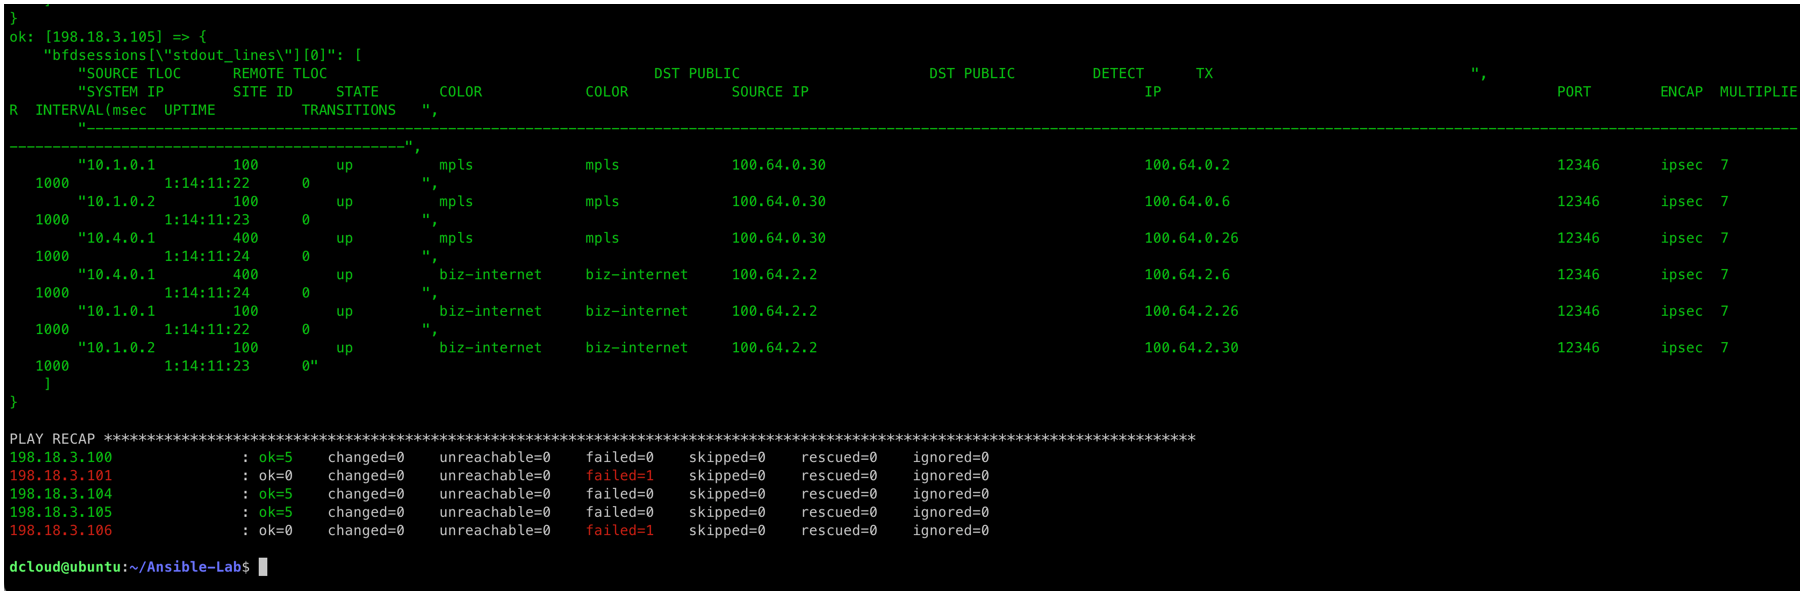 }
ok: [198.18.3.105] => {
    "bfdsessions[\"stdout_lines\"][0]": [
        "SOURCE TLOC      REMOTE TLOC                                      DST PUBLIC                      DST PUBLIC         DETECT      TX                              ",
        "SYSTEM IP        SITE ID     STATE       COLOR            COLOR            SOURCE IP                                       IP                                              PORT        ENCAP  MULTIPLIE
R  INTERVAL(msec  UPTIME          TRANSITIONS   ",
        "--------------------------------------------------------------------------------------------------------------------------------------------------------------------------------------------------------
----------------------------------------------",
        "10.1.0.1         100         up          mpls             mpls             100.64.0.30                                     100.64.0.2                                      12346       ipsec  7
   1000           1:14:11:22      0             ",
        "10.1.0.2         100         up          mpls             mpls             100.64.0.30                                     100.64.0.6                                      12346       ipsec  7
   1000           1:14:11:23      0             ",
        "10.4.0.1         400         up          mpls             mpls             100.64.0.30                                     100.64.0.26                                     12346       ipsec  7
   1000           1:14:11:24      0             ",
        "10.4.0.1         400         up          biz-internet     biz-internet     100.64.2.2                                      100.64.2.6                                      12346       ipsec  7
   1000           1:14:11:24      0             ",
        "10.1.0.1         100         up          biz-internet     biz-internet     100.64.2.2                                      100.64.2.26                                     12346       ipsec  7
   1000           1:14:11:22      0             ",
        "10.1.0.2         100         up          biz-internet     biz-internet     100.64.2.2                                      100.64.2.30                                     12346       ipsec  7
   1000           1:14:11:23      0"
    ]
}
PLAY RECAP *******************************************************************************************************************************
198.18.3.100               : ok=5    changed=0    unreachable=0    failed=0    skipped=0    rescued=0    ignored=0
198.18.3.101               : ok=0    changed=0    unreachable=0    failed=1    skipped=0    rescued=0    ignored=0
198.18.3.104               : ok=5    changed=0    unreachable=0    failed=0    skipped=0    rescued=0    ignored=0
198.18.3.105               : ok=5    changed=0    unreachable=0    failed=0    skipped=0    rescued=0    ignored=0
198.18.3.106               : ok=0    changed=0    unreachable=0    failed=1    skipped=0    rescued=0    ignored=0
dcloud@ubuntu:~/Ansible-Lab$